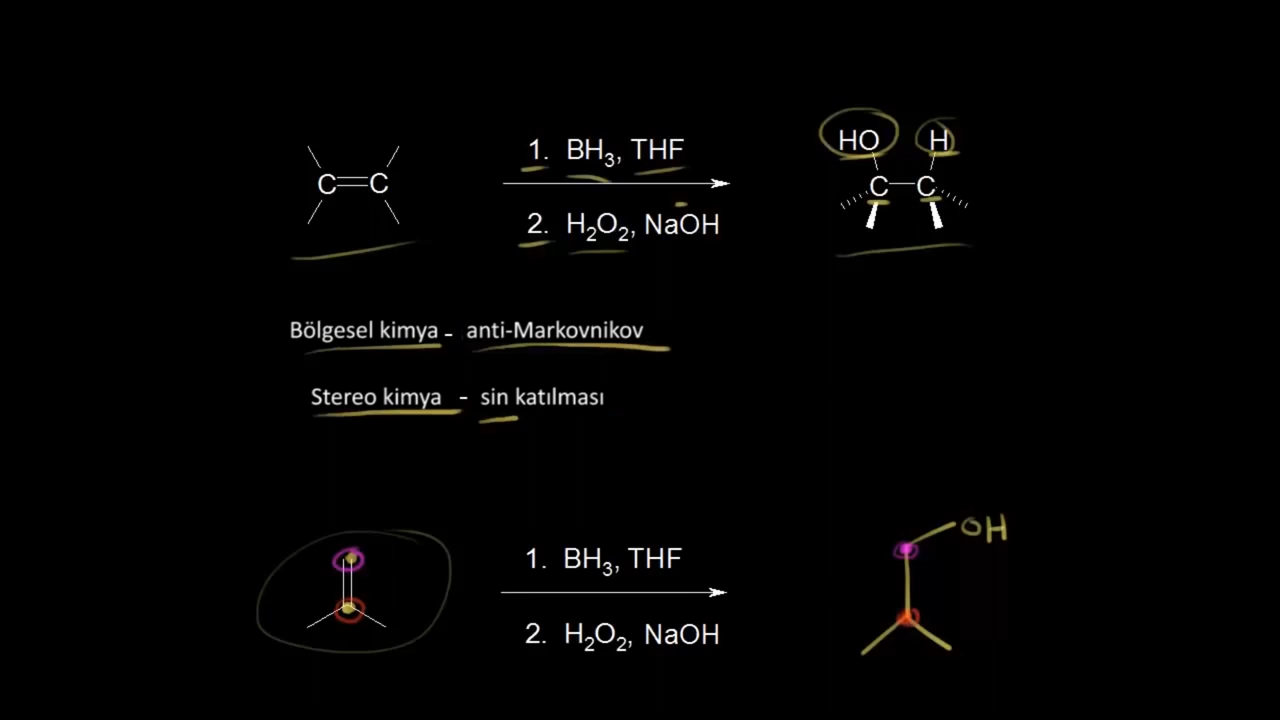 1. BH₃, THF
HO H
C=C
C—C
2. H₂O₂, NaOH
Bölgesel kimya - anti-Markovnikov
Stereo kimya - sin katılması
OH
1. BH₃, THF
2. H₂O₂, NaOH